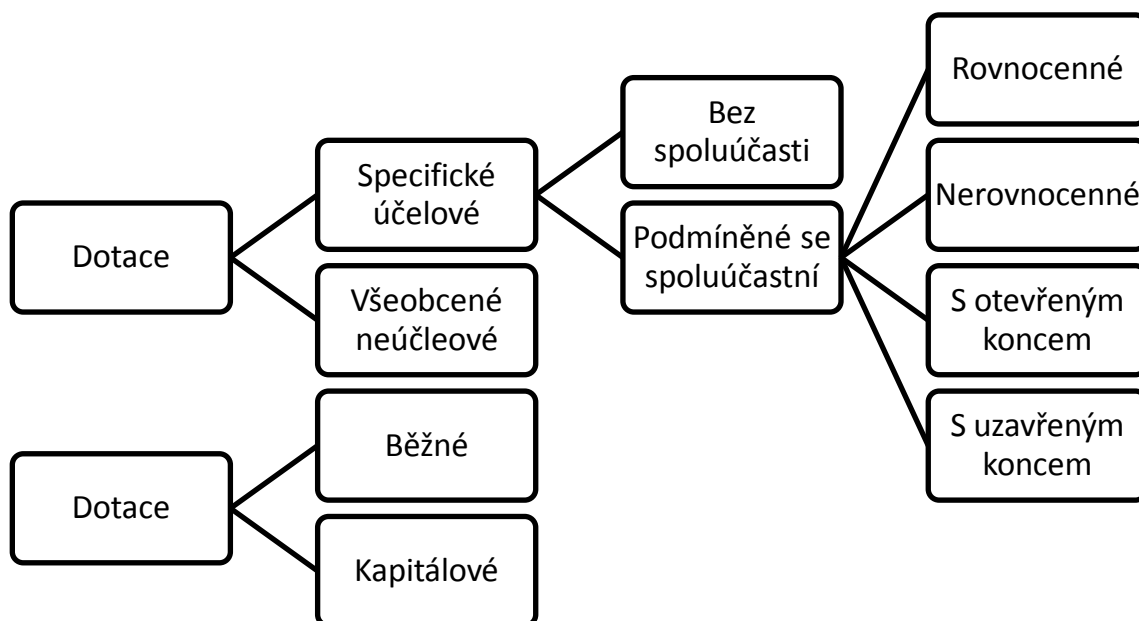 Dotace
Specifické
účelové
Bez
spoluúčasti
Podmíněné se
spoluúčastní
Rovnocenné
Nerovnocenné
S otevřeným
koncem
S uzavřeným
koncem
Všeobcené
neúčleové
Dotace
Běžné
Kapitálové